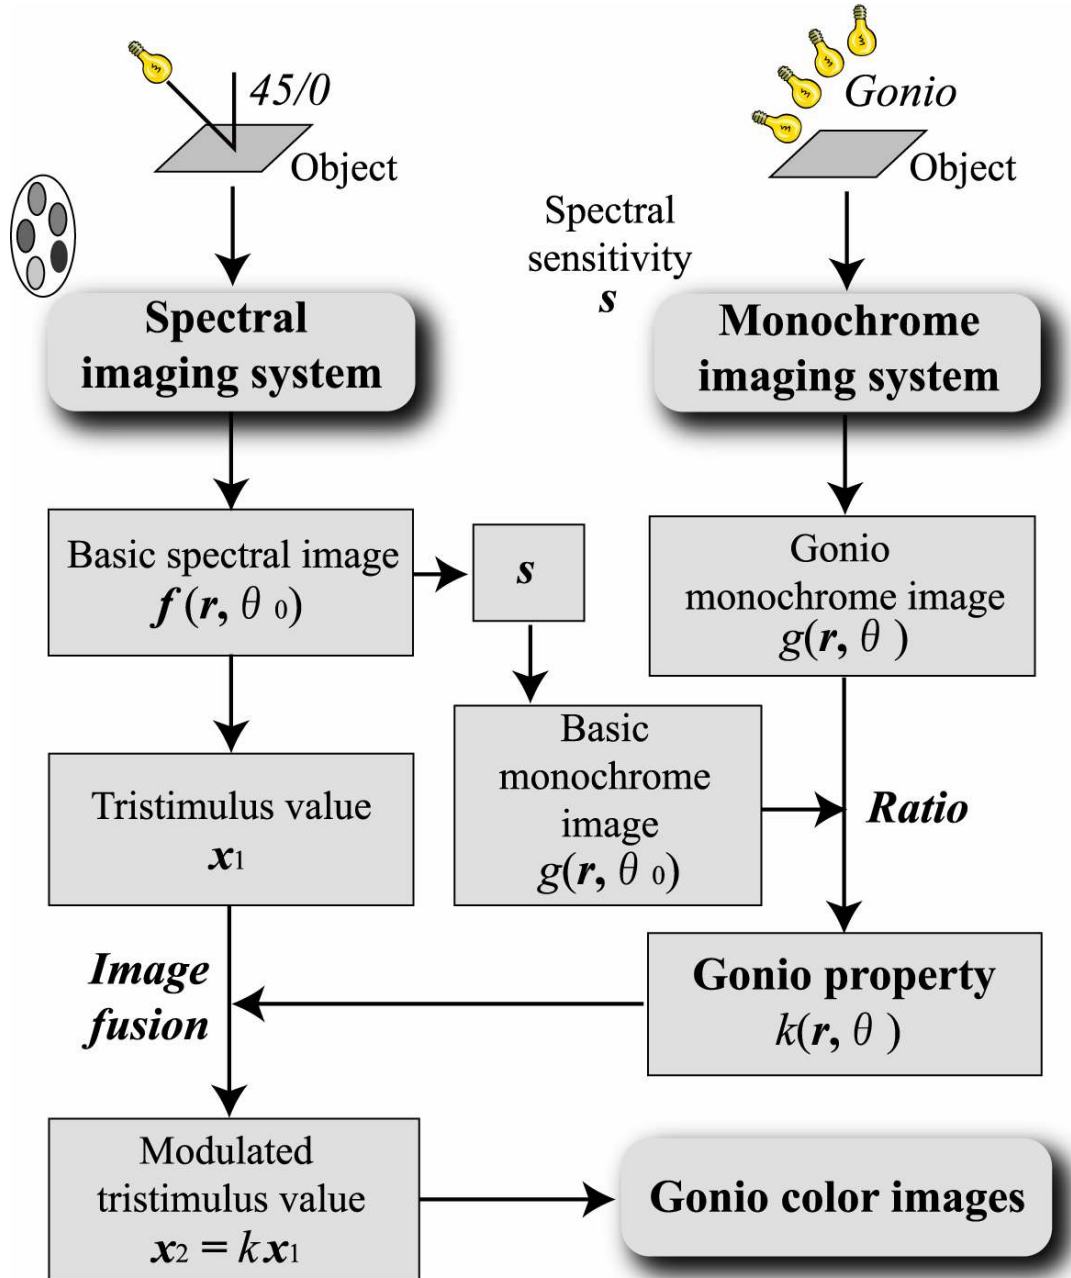 45/0
Object
Gonio
Object
Spectral
sensitivity
s
Spectral
imaging system
Monochrome
imaging system
Basic spectral image
f(r, θ₀)
s
Gonio
monochrome image
g(r, θ )
Basic
monochrome
image
g(r, θ₀)
Tristimulus value
x₁
Ratio
Image
fusion
Gonio property
k(r, θ )
Modulated
tristimulus value
x₂ = kx₁
Gonio color images